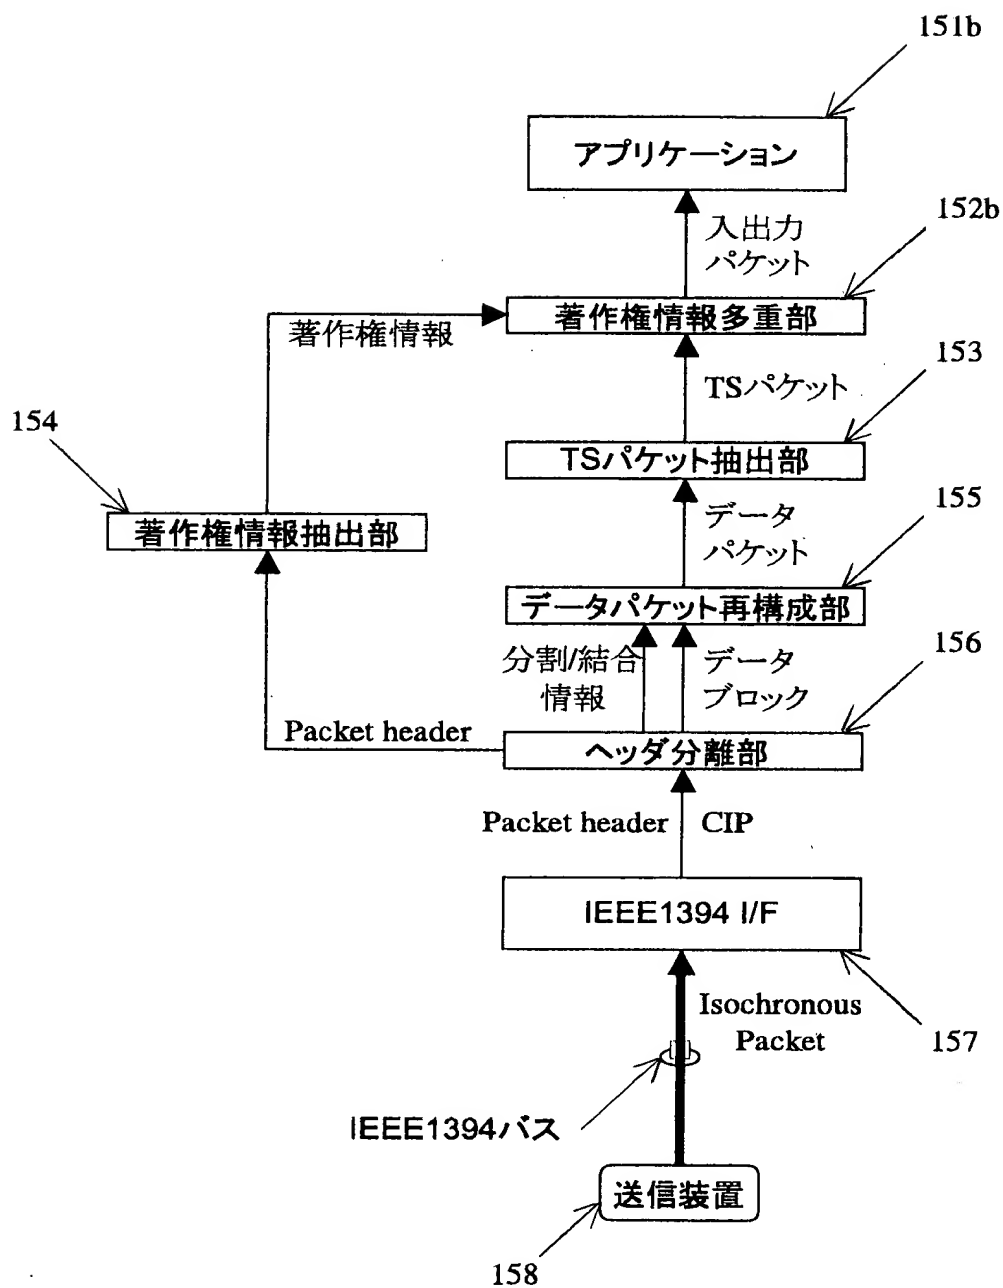 151b
アプリケーション
152b
入出力
パケット
著作権情報多重部
著作権情報
153
TSパケット
154
TSパケット抽出部
155
データ
パケット
著作権情報抽出部
データパケット再構成部
156
分割/結合
情報
データ
ブロック
Packet header
ヘッダ分離部
Packet header
CIP
IEEE1394 I/F
Isochronous
Packet
157
IEEE1394バス
送信装置
158